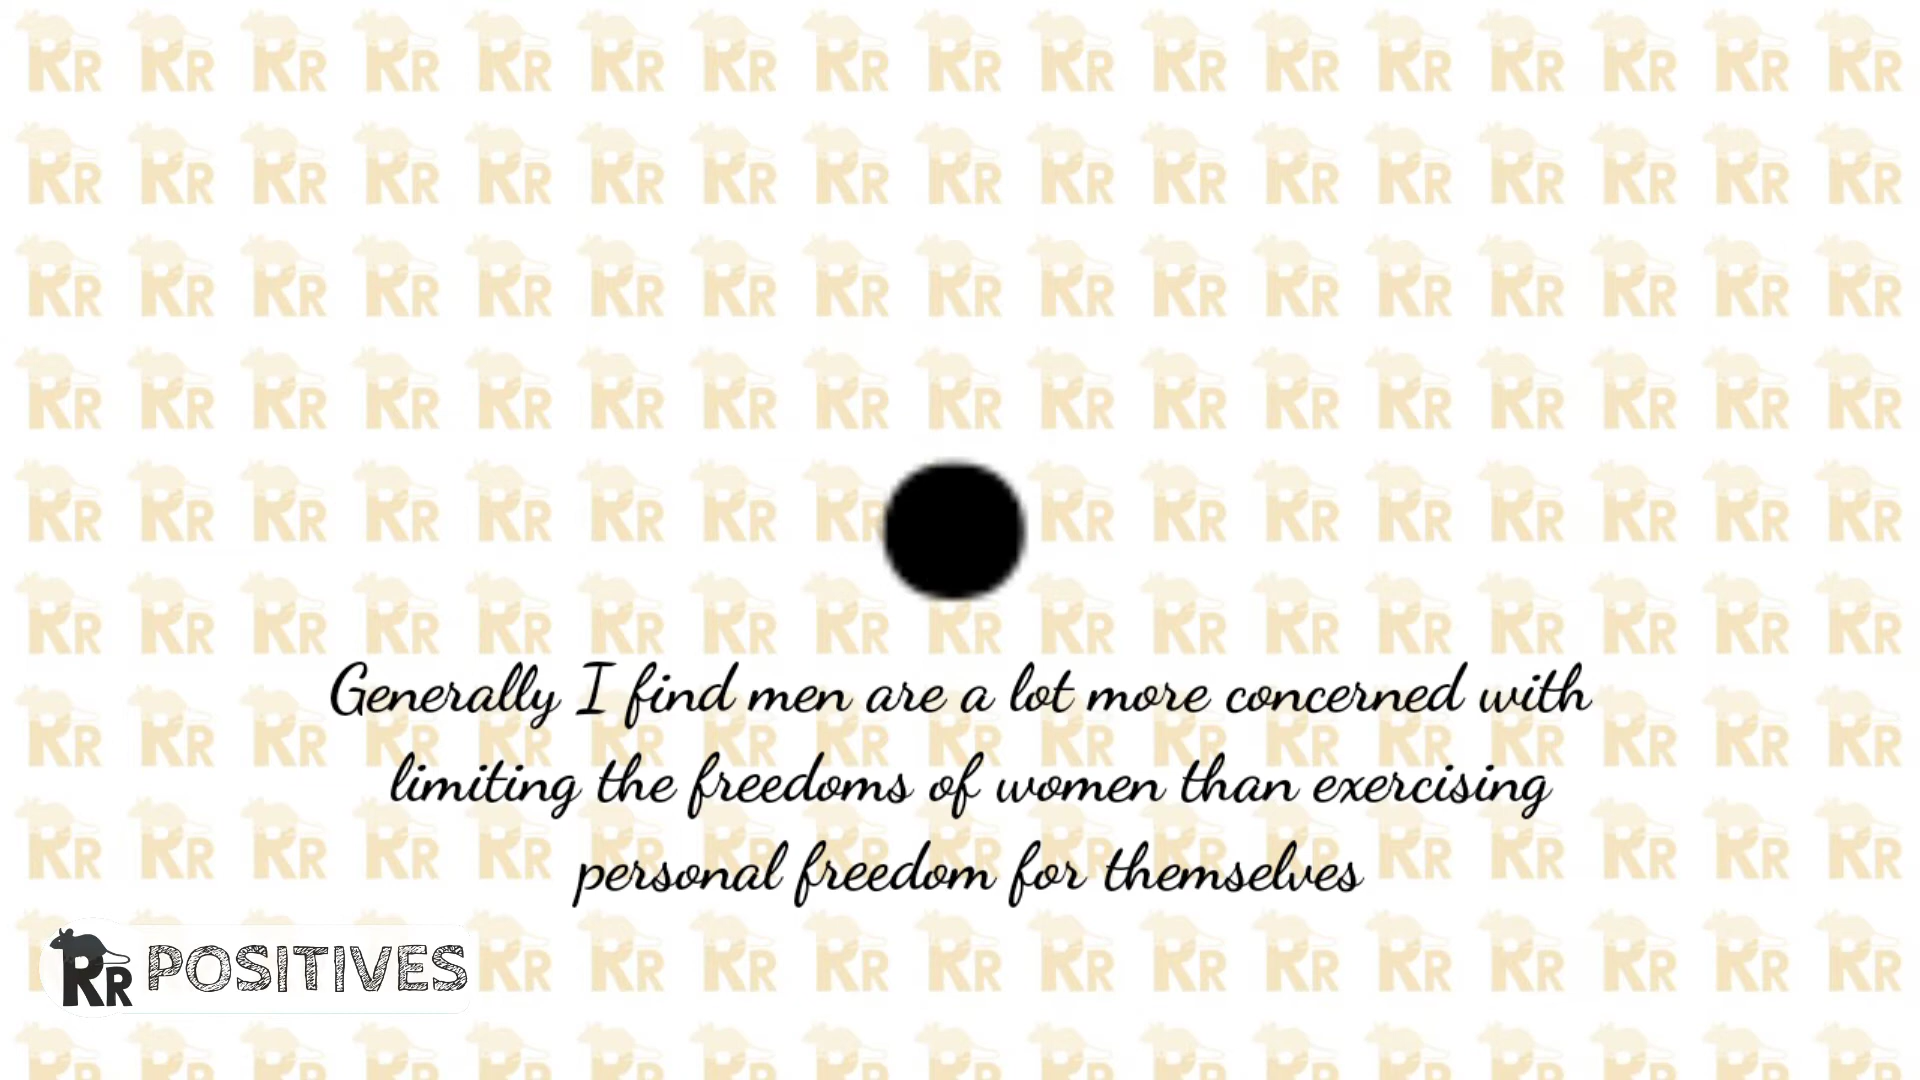 Generally I find men are a lot more concerned with
limiting the freedoms of women than exercising
personal freedom for themselves
RR POSITIVES